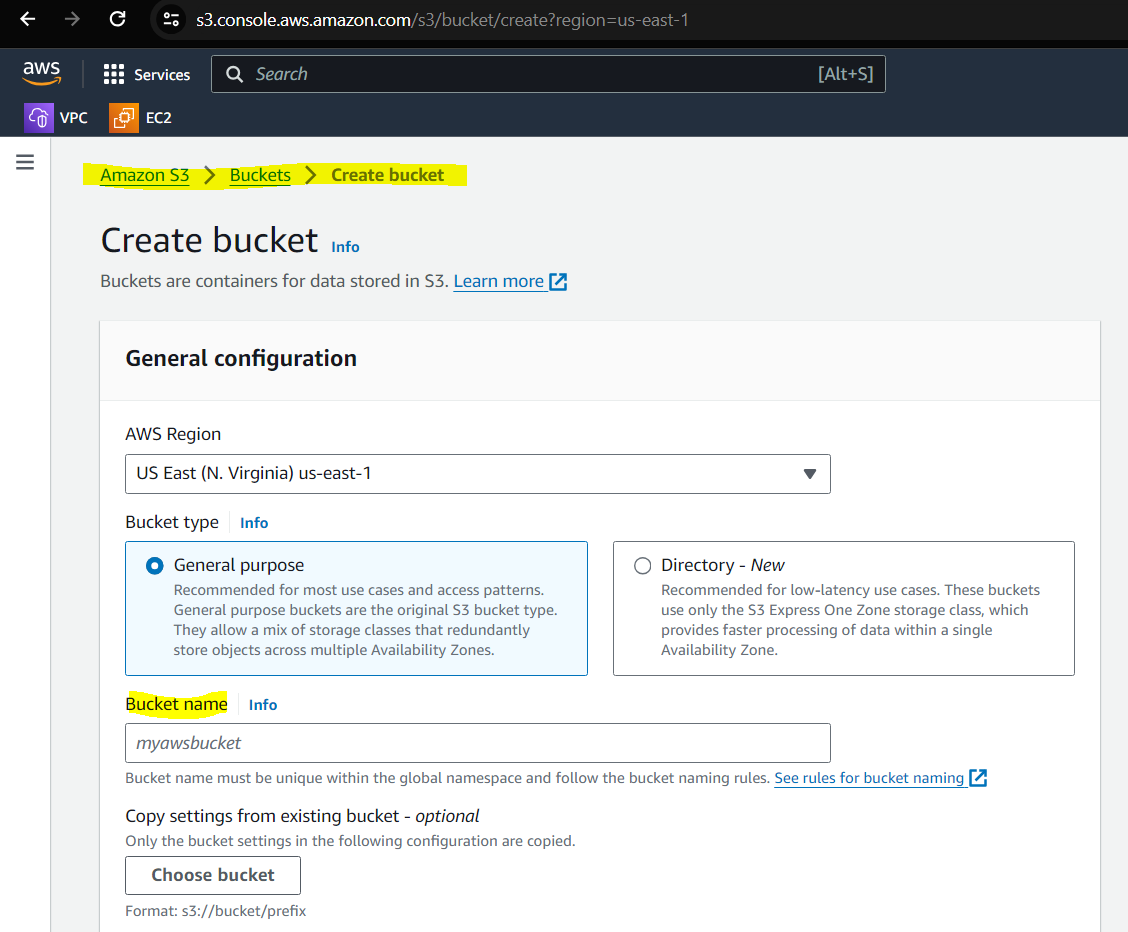 s3.console.aws.amazon.com/s3/bucket/create?region=us-east-1
aws
Services
Search
[Alt+S]
VPC
EC2
Amazon S3 > Buckets > Create bucket
Create bucket Info
Buckets are containers for data stored in S3. Learn more
General configuration
AWS Region
US East (N. Virginia) us-east-1
Bucket type Info
General purpose
Recommended for most use cases and access patterns.
General purpose buckets are the original S3 bucket type.
They allow a mix of storage classes that redundantly
store objects across multiple Availability Zones.
Directory - New
Recommended for low-latency use cases. These buckets
use only the S3 Express One Zone storage class, which
provides faster processing of data within a single
Availability Zone.
Bucket name Info
myawsbucket
Bucket name must be unique within the global namespace and follow the bucket naming rules. See rules for bucket naming
Copy settings from existing bucket - optional
Only the bucket settings in the following configuration are copied.
Choose bucket
Format: s3://bucket/prefix